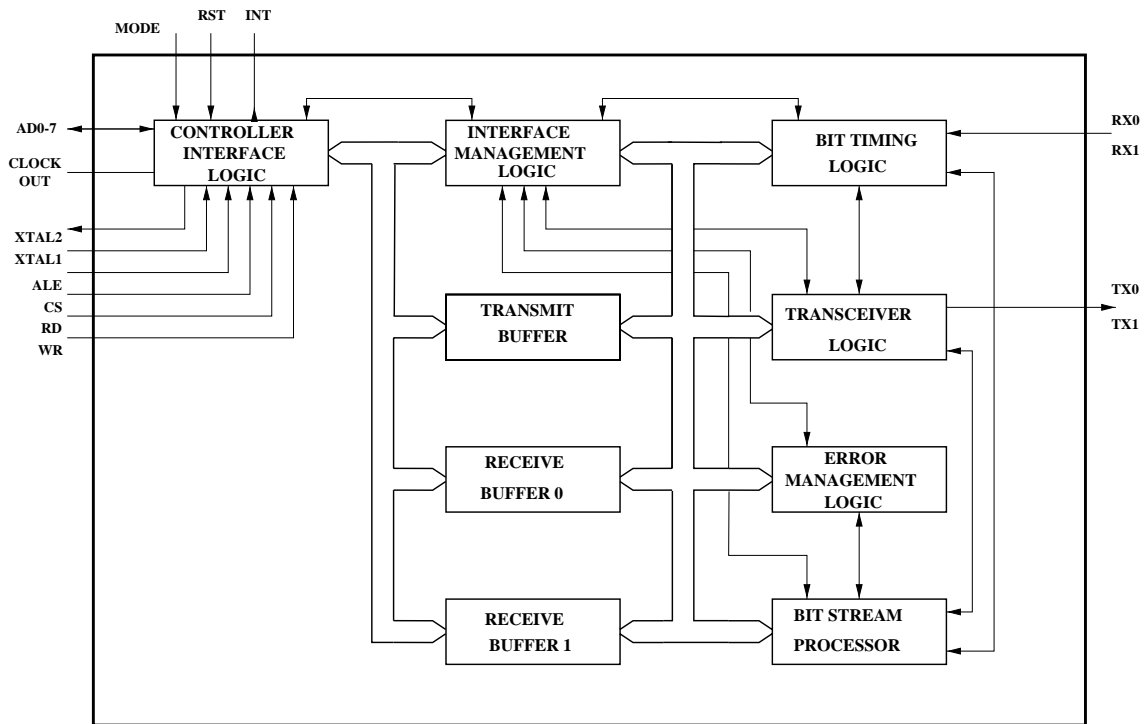 MODE
RST
INT
AD0-7
CLOCK
OUT
XTAL2
XTAL1
ALE
CS
RD
WR
CONTROLLER
INTERFACE
LOGIC
INTERFACE
MANAGEMENT
LOGIC
BIT TIMING
LOGIC
RX0
RX1
TRANSMIT
BUFFER
TRANSCEIVER
LOGIC
TX0
TX1
RECEIVE
BUFFER 0
ERROR
MANAGEMENT
LOGIC
RECEIVE
BUFFER 1
BIT STREAM
PROCESSOR